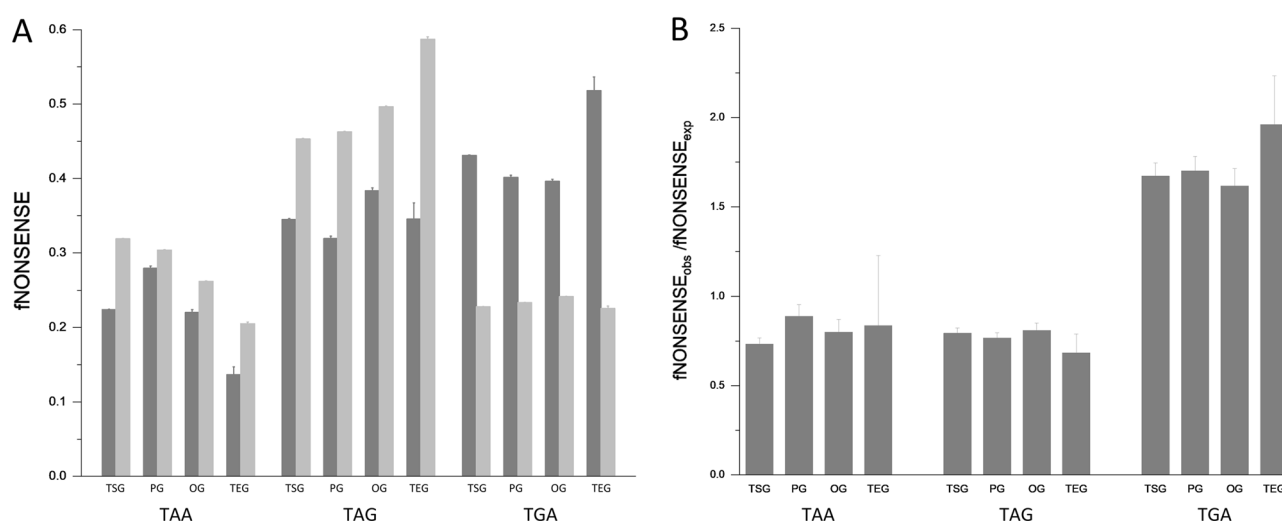 A
fNONSENSE
0.6
0.5
0.4
0.3
0.2
0.1
0.0
TSG PG OG TEG TSG PG OG TEG TSG PG OG TEG
TAA TAG TGA
B
fNONSENSEobs /fNONSENSEexp
2.5
2.0
1.5
1.0
0.5
0.0
TSG PG OG TEG TSG PG OG TEG TSG PG OG TEG
TAA TAG TGA